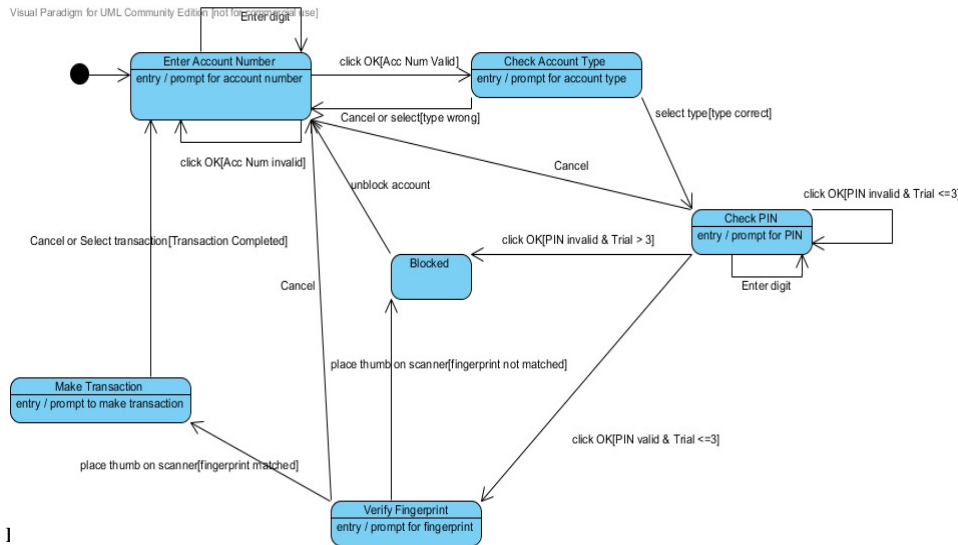 Visual Paradigm for UML Community Edition [not for commercial use]
Enter digit
Enter Account Number
entry / prompt for account number
click OK[Acc Num Valid]
Check Account Type
entry / prompt for account type
Cancel or select[type wrong]
select type[type correct]
click OK[Acc Num invalid]
Cancel
unblock account
click OK[PIN invalid & Trial <=3]
Check PIN
entry / prompt for PIN
Cancel or Select transaction[Transaction Completed]
click OK[PIN invalid & Trial > 3]
Blocked
Cancel
Enter digit
place thumb on scanner[fingerprint not matched]
Make Transaction
entry / prompt to make transaction
click OK[PIN valid & Trial <=3]
place thumb on scanner[fingerprint matched]
Verify Fingerprint
entry / prompt for fingerprint